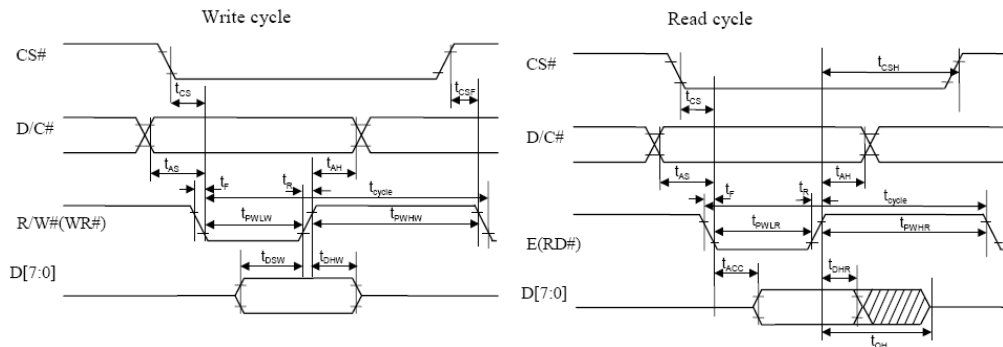 Write cycle
CS#
tCS
tCSF
D/C#
tAS
tAH
tF
tR
tcycle
R/W#(WR#)
tPWLW
tPWHW
tDSW
tDHW
D[7:0]
Read cycle
CS#
tCSH
tCS
D/C#
tAS
tAH
tF
tR
tcycle
tPWLR
tPWHR
E(RD#)
tACC
tDHR
D[7:0]
tOH